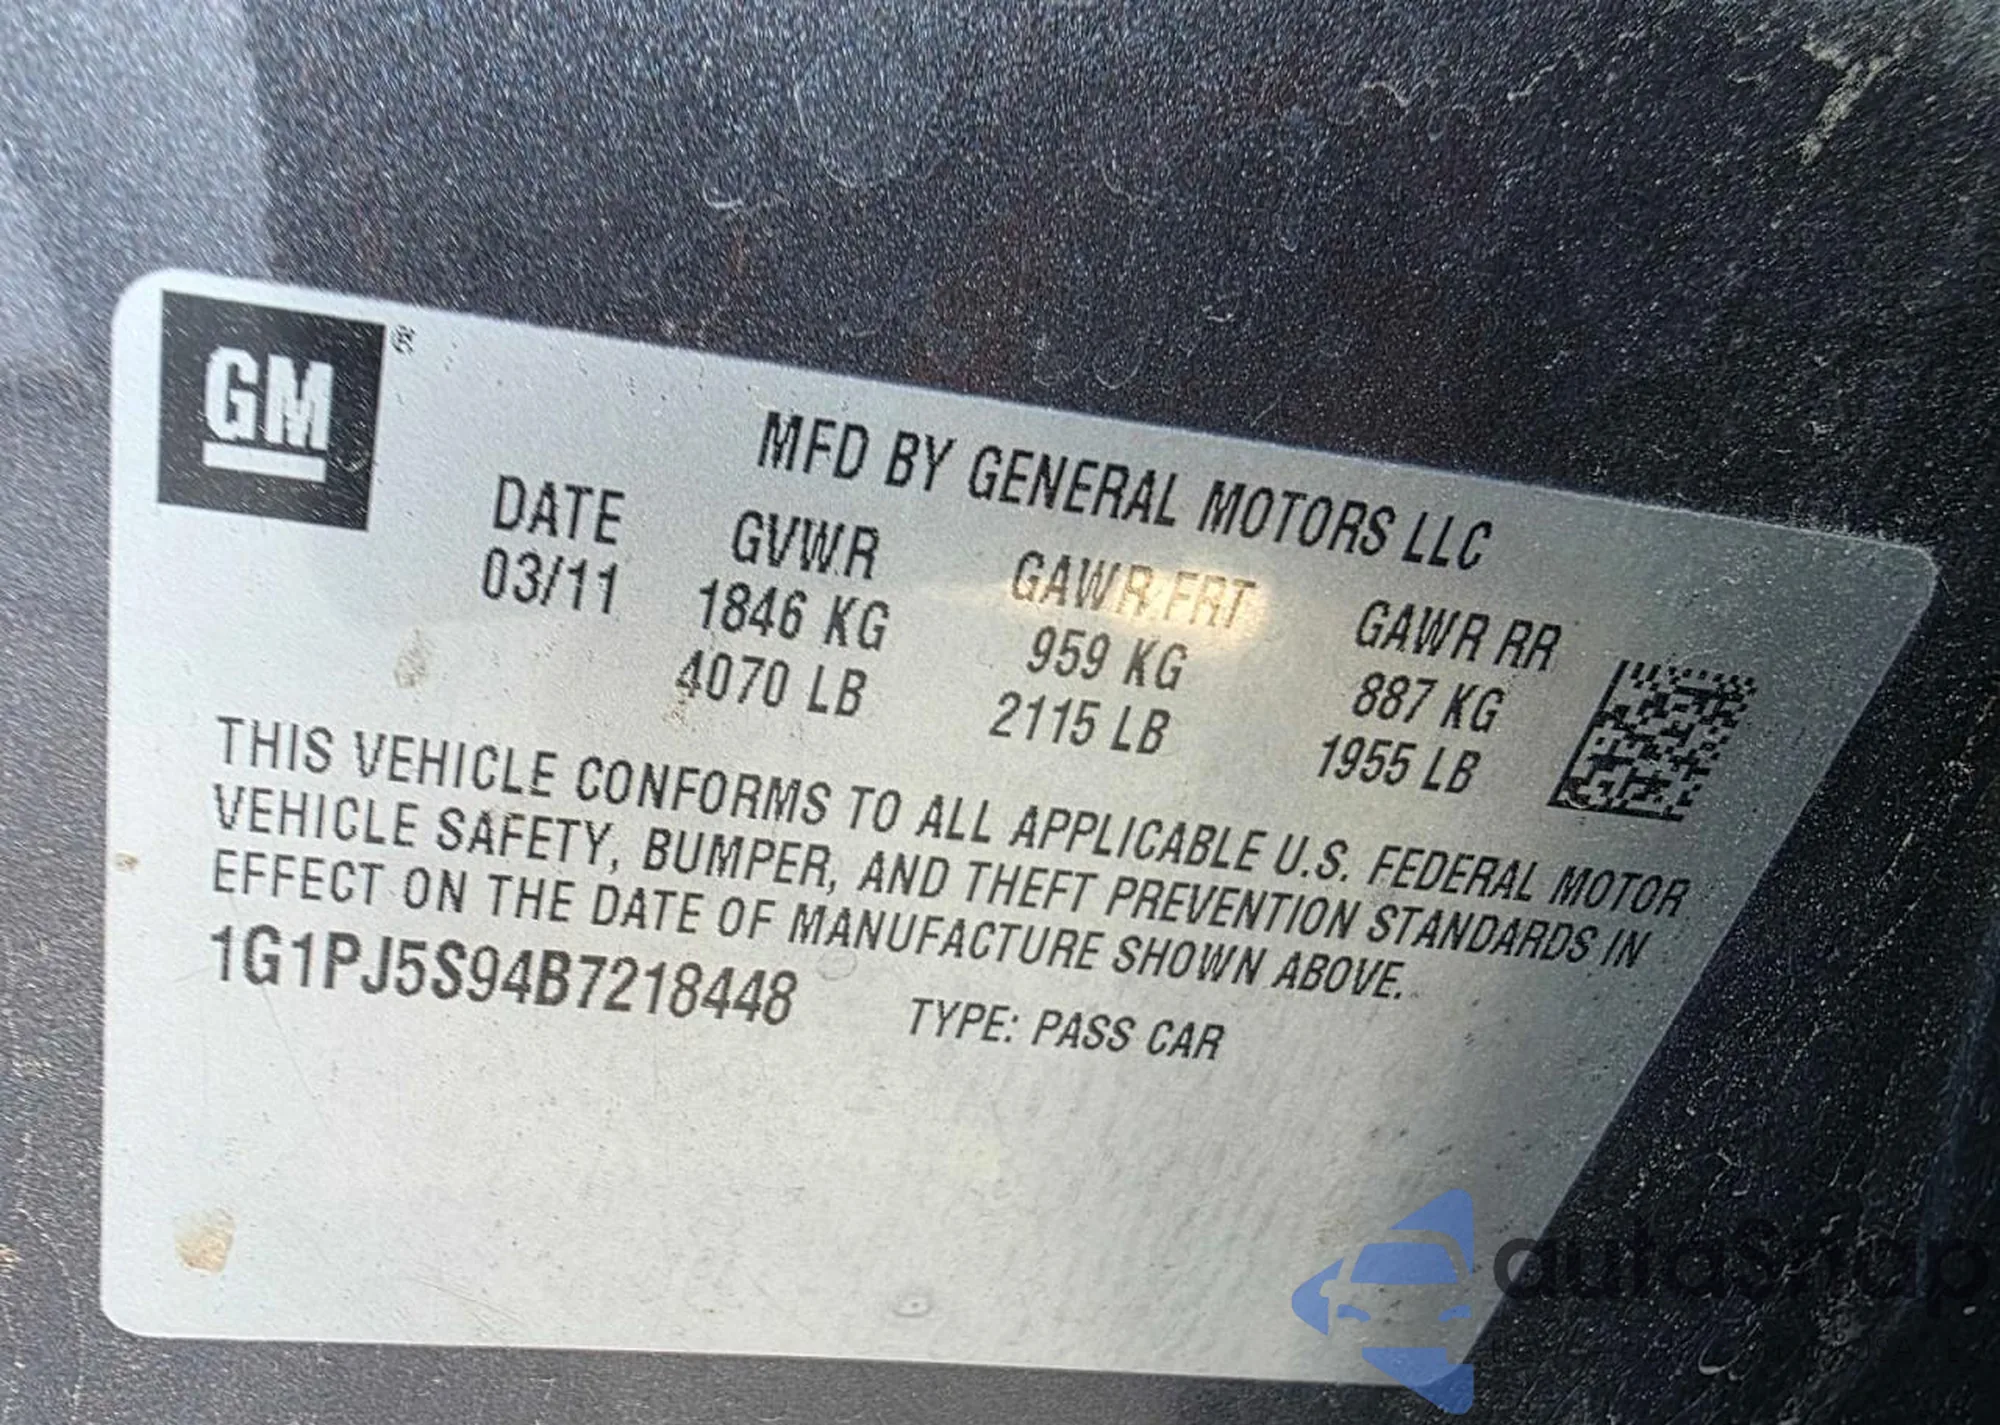 GM ®
MFD BY GENERAL MOTORS LLC
DATE GVWR GAWR FRT GAWR RR
03/11 1846 KG 959 KG 887 KG
4070 LB 2115 LB 1955 LB
THIS VEHICLE CONFORMS TO ALL APPLICABLE U.S. FEDERAL MOTOR
VEHICLE SAFETY, BUMPER, AND THEFT PREVENTION STANDARDS IN
EFFECT ON THE DATE OF MANUFACTURE SHOWN ABOVE.
1G1PJ5S94B7218448 TYPE: PASS CAR
autoSnap